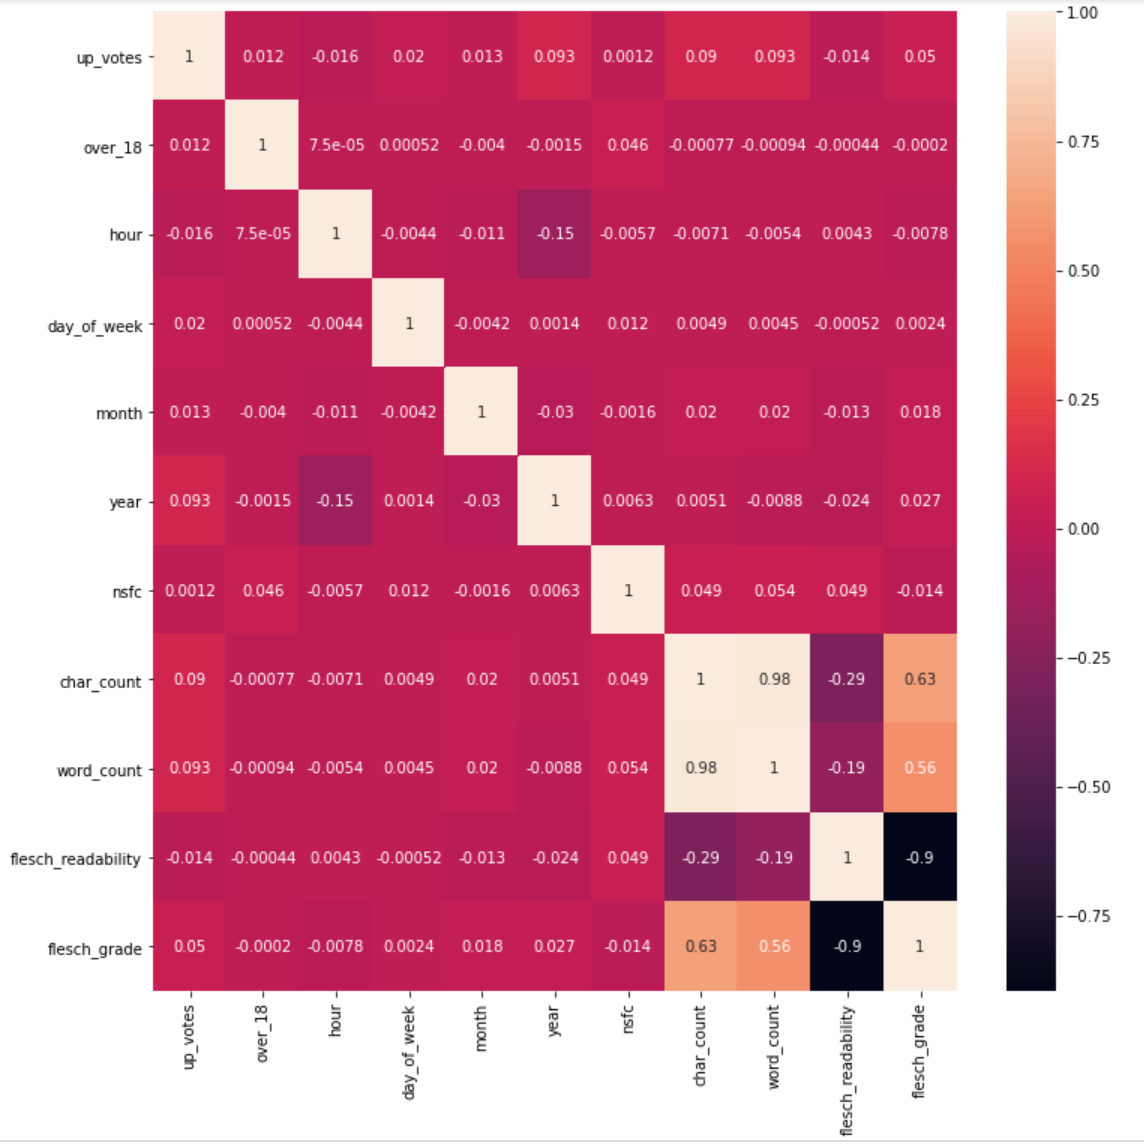 up_votes 1 0.012 -0.016 0.02 0.013 0.093 0.0012 0.09 0.093 -0.014 0.05
over_18 0.012 1 7.5e-05 0.00052 -0.004 -0.0015 0.046 -0.00077 -0.00094 -0.00044 -0.0002
hour -0.016 7.5e-05 1 -0.0044 -0.011 -0.15 -0.0057 -0.0071 -0.0054 0.0043 -0.0078
day_of_week 0.02 0.00052 -0.0044 1 -0.0042 0.0014 0.012 0.0049 0.0045 -0.00052 0.0024
month 0.013 -0.004 -0.011 -0.0042 1 -0.03 -0.0016 0.02 0.02 -0.013 0.018
year 0.093 -0.0015 -0.15 0.0014 -0.03 1 0.0063 0.0051 -0.0088 -0.024 0.027
nsfc 0.0012 0.046 -0.0057 0.012 -0.0016 0.0063 1 0.049 0.054 0.049 -0.014
char_count 0.09 -0.00077 -0.0071 0.0049 0.02 0.0051 0.049 1 0.98 -0.29 0.63
word_count 0.093 -0.00094 -0.0054 0.0045 0.02 -0.0088 0.054 0.98 1 -0.19 0.56
flesch_readability -0.014 -0.00044 0.0043 -0.00052 -0.013 -0.024 0.049 -0.29 -0.19 1 -0.9
flesch_grade 0.05 -0.0002 -0.0078 0.0024 0.018 0.027 -0.014 0.63 0.56 -0.9 1
up_votes over_18 hour day_of_week month year nsfc char_count word_count flesch_readability flesch_grade
1.00
0.75
0.50
0.25
0.00
−0.25
−0.50
−0.75